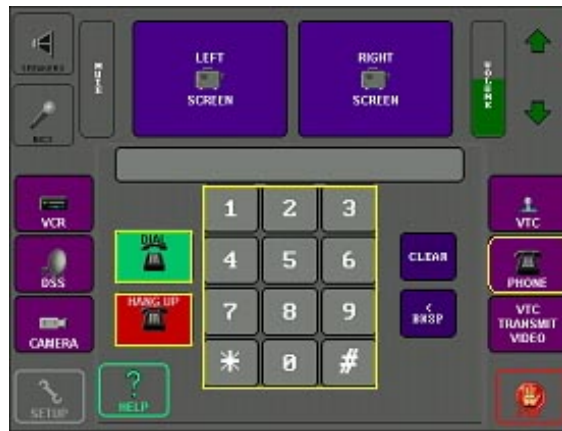 SPEAKERS
MUTE
LEFT
SCREEN
RIGHT
SCREEN
VOLUME
VCR
DSS
CAMERA
DIAL
HANG UP
1 2 3
4 5 6
7 8 9
* 0 #
CLEAR
<
BKSP
VTC
PHONE
VTC
TRANSMIT
VIDEO
SETUP
?
HELP